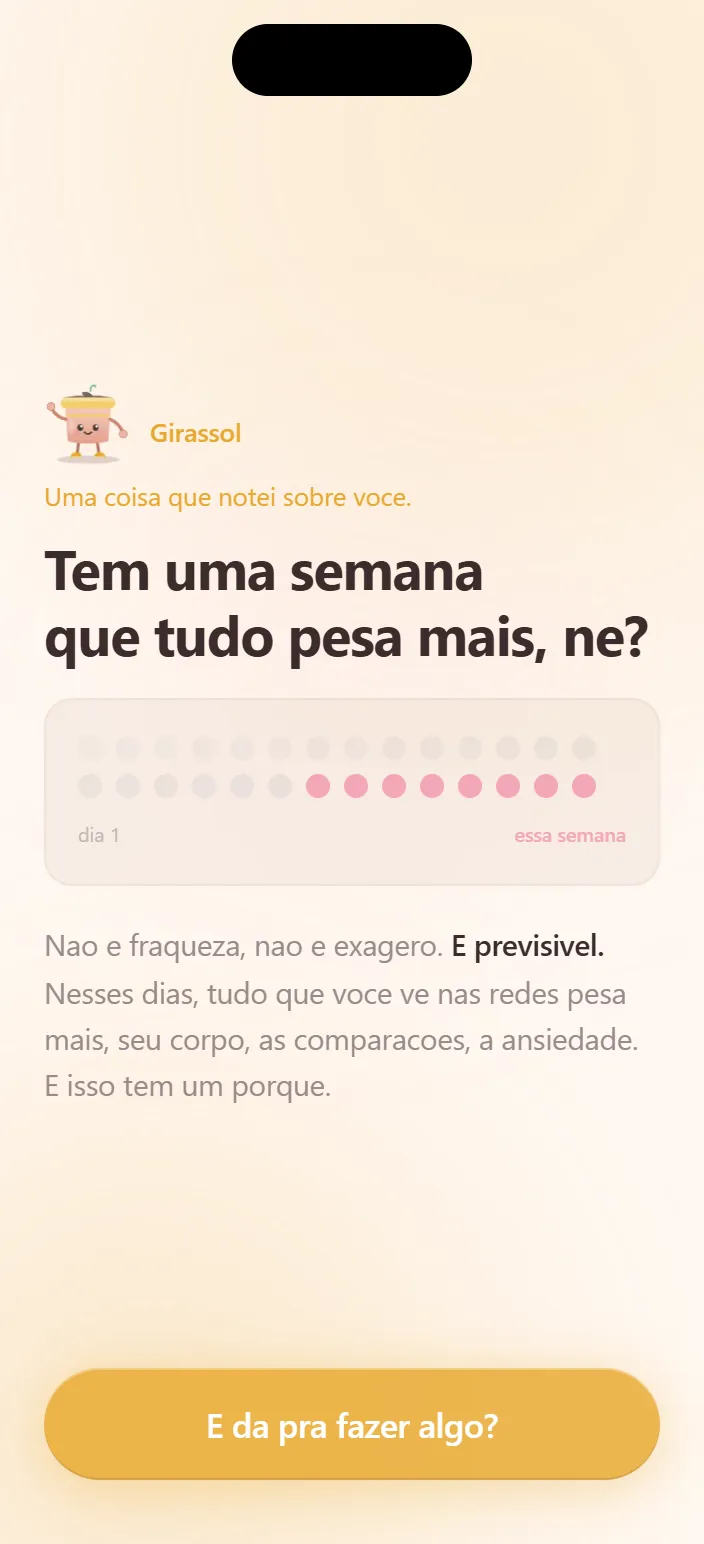 Girassol
Uma coisa que notei sobre voce.
Tem uma semana
que tudo pesa mais, ne?
dia 1
essa semana
Nao e fraqueza, nao e exagero. E previsivel.
Nesses dias, tudo que voce ve nas redes pesa
mais, seu corpo, as comparacoes, a ansiedade.
E isso tem um porque.
E da pra fazer algo?